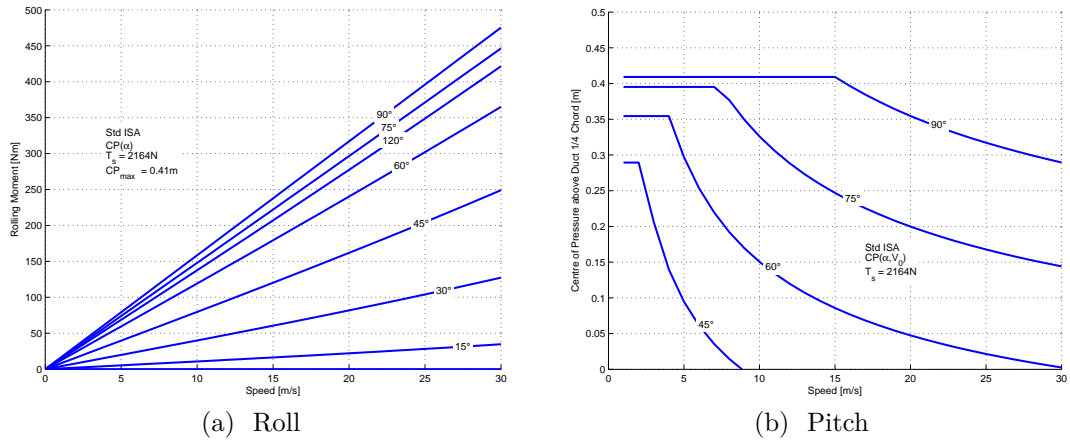 500
450
400
350
300
250
200
150
100
50
0
Rolling Moment [Nm]
Std ISA
CP(α)
T_s = 2164N
CP_max = 0.41m
90°
75°
120°
60°
45°
30°
15°
0 5 10 15 20 25 30
Speed [m/s]
(a) Roll
0.5
0.45
0.4
0.35
0.3
0.25
0.2
0.15
0.1
0.05
0
Centre of Pressure above Duct 1/4 Chord [m]
90°
75°
60°
45°
Std ISA
CP(α,V_0)
T_s = 2164N
0 5 10 15 20 25 30
Speed [m/s]
(b) Pitch